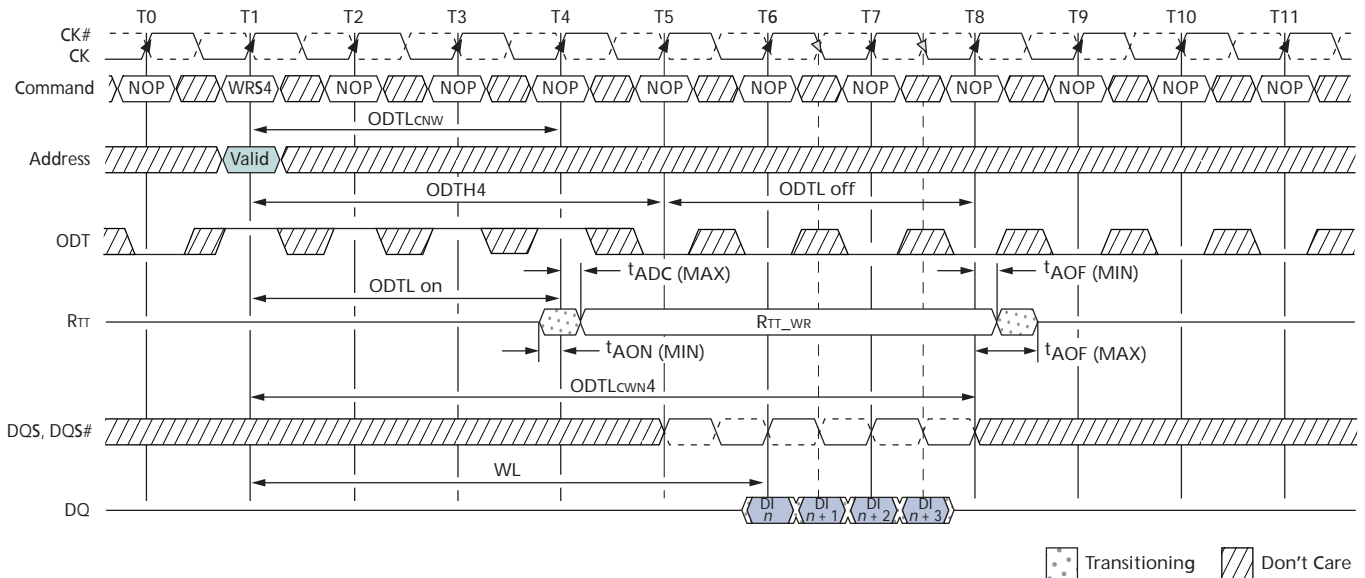 T0 T1 T2 T3 T4 T5 T6 T7 T8 T9 T10 T11
CK#
CK
Command NOP WRS4 NOP NOP NOP NOP NOP NOP NOP NOP NOP NOP
ODTLCNW
Address Valid
ODTH4 ODTL off
ODT
tADC (MAX) tAOF (MIN)
ODTL on
RTT RTT_WR
tAON (MIN) tAOF (MAX)
ODTLCWN4
DQS, DQS#
WL
DQ DI n DI n + 1 DI n + 2 DI n + 3
Transitioning Don't Care